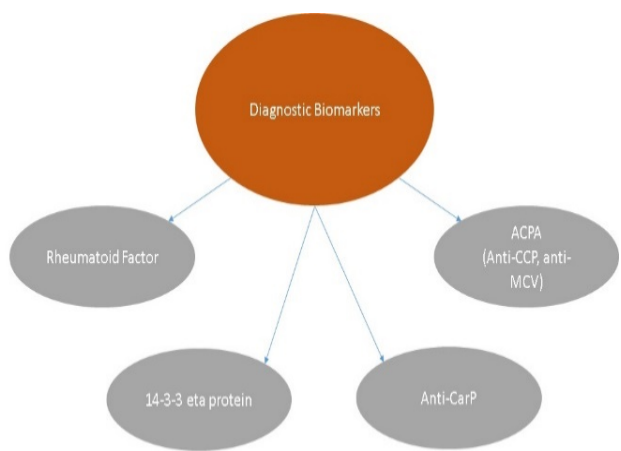 Diagnostic Biomarkers
Rheumatoid Factor
ACPA
(Anti-CCP, anti-
MCV)
14-3-3 eta protein
Anti-CarP